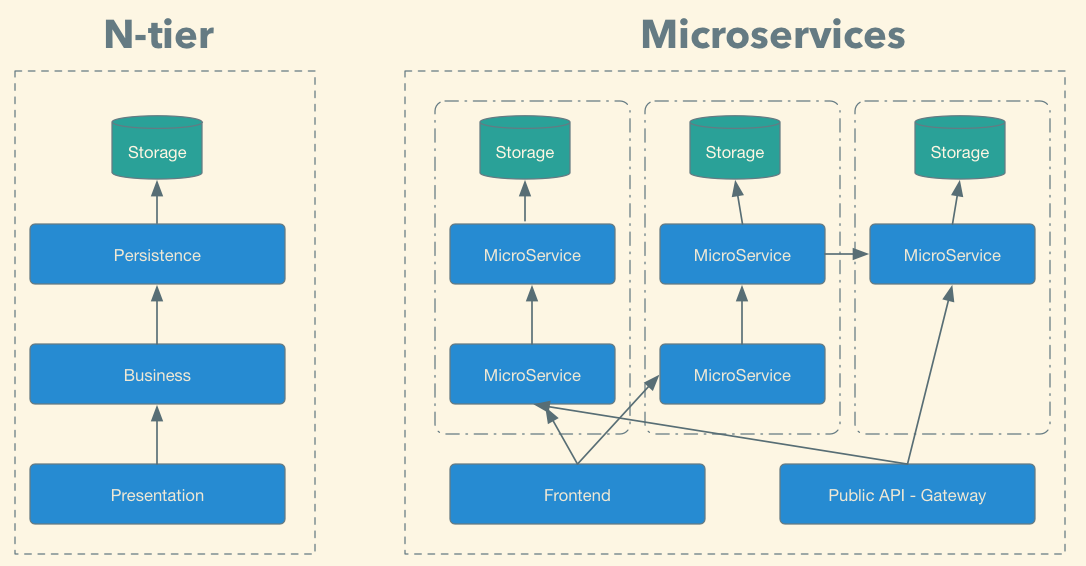 N-tier
Storage
Persistence
Business
Presentation
Microservices
Storage
Storage
Storage
MicroService
MicroService
MicroService
MicroService
MicroService
Frontend
Public API - Gateway